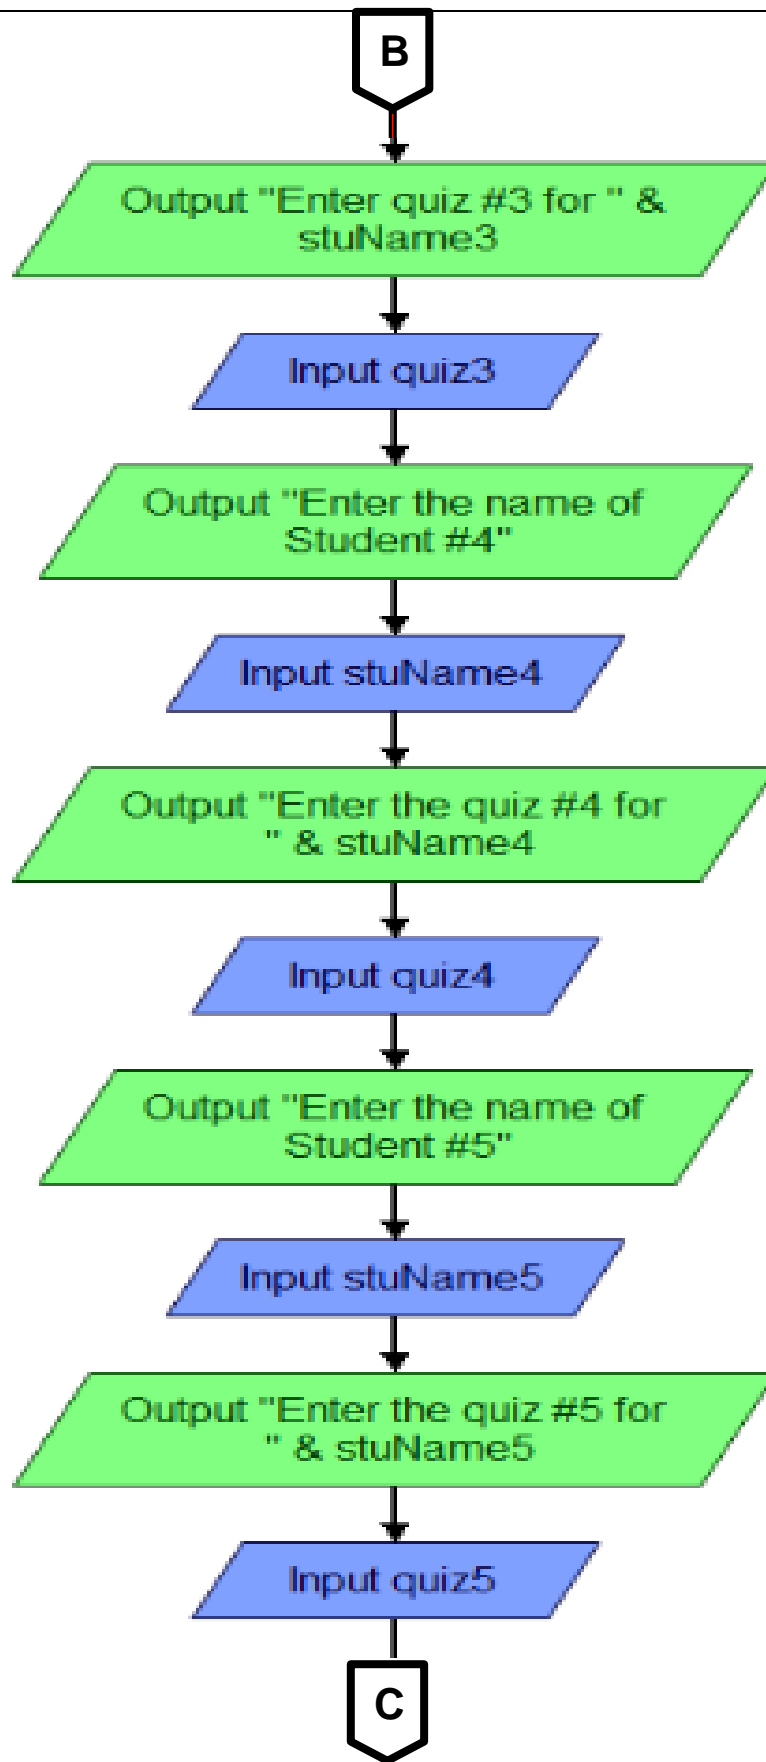 B
Output "Enter quiz #3 for " &
stuName3
Input quiz3
Output "Enter the name of
Student #4"
Input stuName4
Output "Enter the quiz #4 for
" & stuName4
Input quiz4
Output "Enter the name of
Student #5"
Input stuName5
Output "Enter the quiz #5 for
" & stuName5
Input quiz5
C